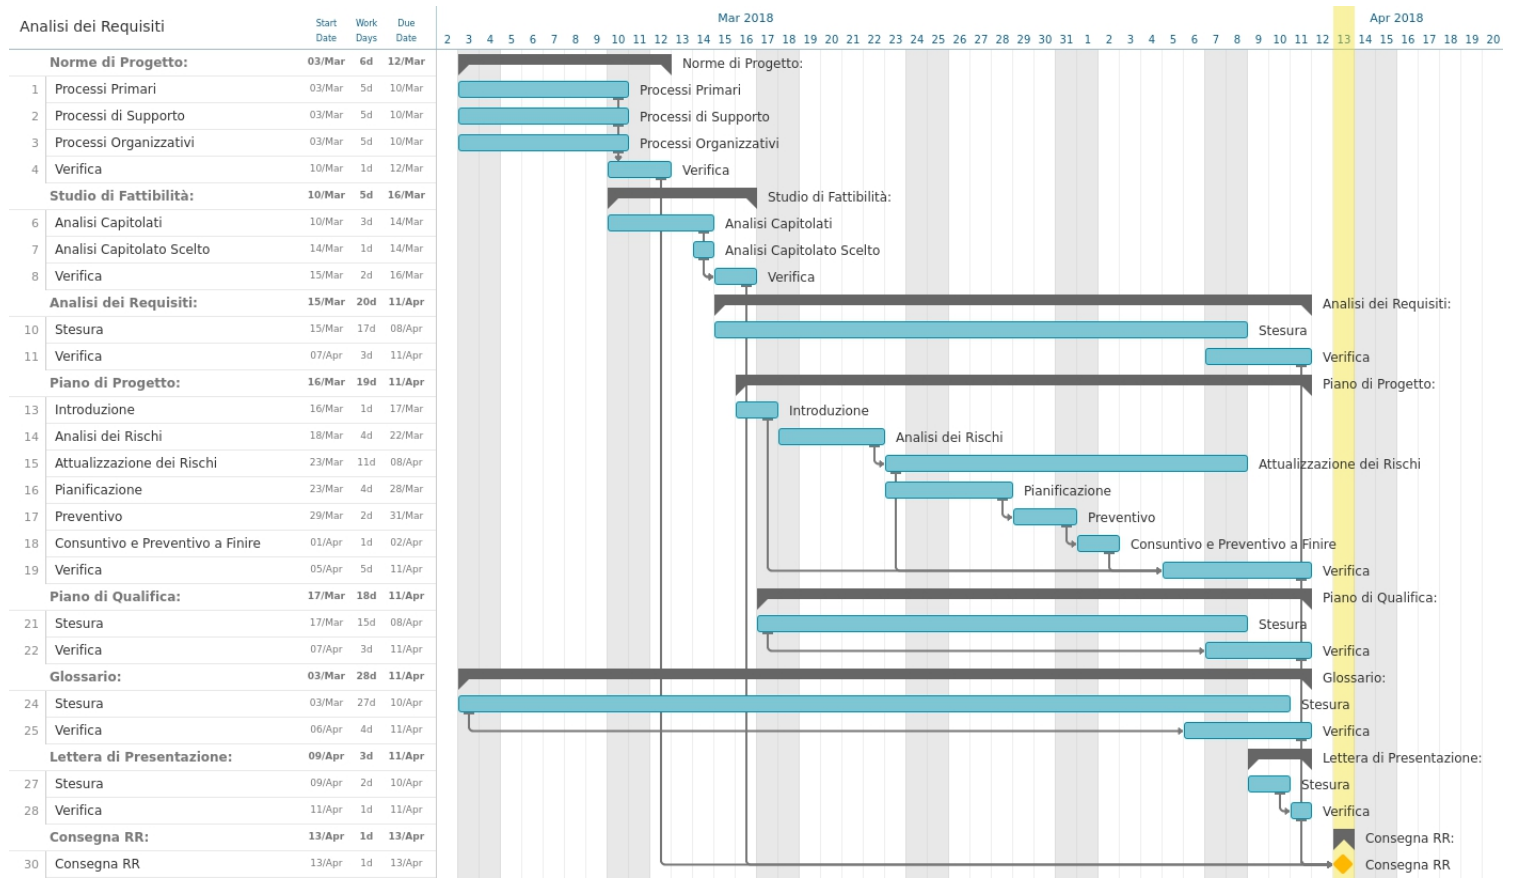 Analisi dei Requisiti Start Date Work Days Due Date Mar 2018 Apr 2018
2 3 4 5 6 7 8 9 10 11 12 13 14 15 16 17 18 19 20 21 22 23 24 25 26 27 28 29 30 31 1 2 3 4 5 6 7 8 9 10 11 12 13 14 15 16 17 18 19 20
Norme di Progetto: 03/Mar 6d 12/Mar Norme di Progetto:
1 Processi Primari 03/Mar 5d 10/Mar Processi Primari
2 Processi di Supporto 03/Mar 5d 10/Mar Processi di Supporto
3 Processi Organizzativi 03/Mar 5d 10/Mar Processi Organizzativi
4 Verifica 10/Mar 1d 12/Mar Verifica
Studio di Fattibilità: 10/Mar 5d 16/Mar Studio di Fattibilità:
6 Analisi Capitolati 10/Mar 3d 14/Mar Analisi Capitolati
7 Analisi Capitolato Scelto 14/Mar 1d 14/Mar Analisi Capitolato Scelto
8 Verifica 15/Mar 2d 16/Mar Verifica
Analisi dei Requisiti: 15/Mar 20d 11/Apr Analisi dei Requisiti:
10 Stesura 15/Mar 17d 08/Apr Stesura
11 Verifica 07/Apr 3d 11/Apr Verifica
Piano di Progetto: 16/Mar 19d 11/Apr Piano di Progetto:
13 Introduzione 16/Mar 1d 17/Mar Introduzione
14 Analisi dei Rischi 18/Mar 4d 22/Mar Analisi dei Rischi
15 Attualizzazione dei Rischi 23/Mar 11d 08/Apr Attualizzazione dei Rischi
16 Pianificazione 23/Mar 4d 28/Mar Pianificazione
17 Preventivo 29/Mar 2d 31/Mar Preventivo
18 Consuntivo e Preventivo a Finire 01/Apr 1d 02/Apr Consuntivo e Preventivo a Finire
19 Verifica 05/Apr 5d 11/Apr Verifica
Piano di Qualifica: 17/Mar 18d 11/Apr Piano di Qualifica:
21 Stesura 17/Mar 15d 08/Apr Stesura
22 Verifica 07/Apr 3d 11/Apr Verifica
Glossario: 03/Mar 28d 11/Apr Glossario:
24 Stesura 03/Mar 27d 10/Apr Stesura
25 Verifica 06/Apr 4d 11/Apr Verifica
Lettera di Presentazione: 09/Apr 3d 11/Apr Lettera di Presentazione:
27 Stesura 09/Apr 2d 10/Apr Stesura
28 Verifica 11/Apr 1d 11/Apr Verifica
Consegna RR: 13/Apr 1d 13/Apr Consegna RR:
30 Consegna RR 13/Apr 1d 13/Apr Consegna RR